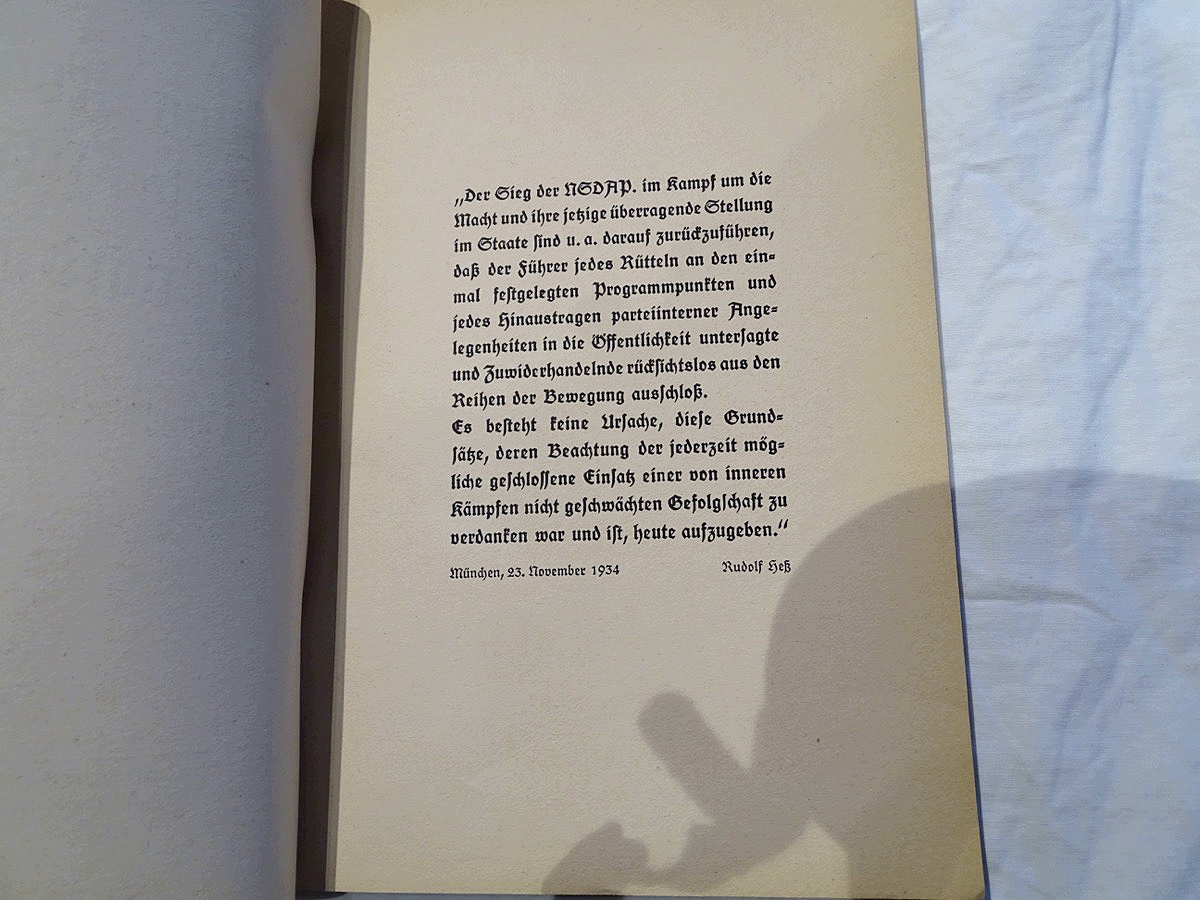 „Der Sieg der NSDAP. im Kampf um die
Macht und ihre jetzige überragende Stellung
im Staate sind u. a. darauf zurückzuführen,
daß der Führer jedes Rütteln an den ein-
mal festgelegten Programmpunkten und
jedes Hinaustragen parteiinterner Ange-
legenheiten in die Öffentlichkeit untersagte
und Zuwiderhandelnde rücksichtslos aus den
Reihen der Bewegung ausschloß.
Es besteht keine Ursache, diese Grund-
sätze, deren Beachtung der jederzeit mög-
liche geschlossene Einsatz einer von inneren
Kämpfen nicht geschwächten Gefolgschaft zu
verdanken war und ist, heute aufzugeben.“
München, 23. November 1934 Rudolf Heß